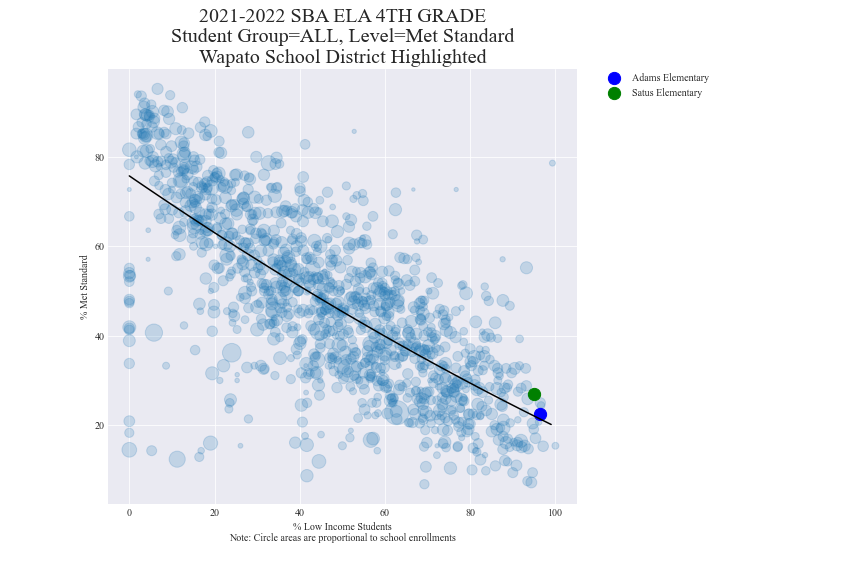 2021-2022 SBA ELA 4TH GRADE
Student Group=ALL, Level=Met Standard
Wapato School District Highlighted
Adams Elementary
Satus Elementary
80
60
40
20
% Met Standard
0 20 40 60 80 100
% Low Income Students
Note: Circle areas are proportional to school enrollments